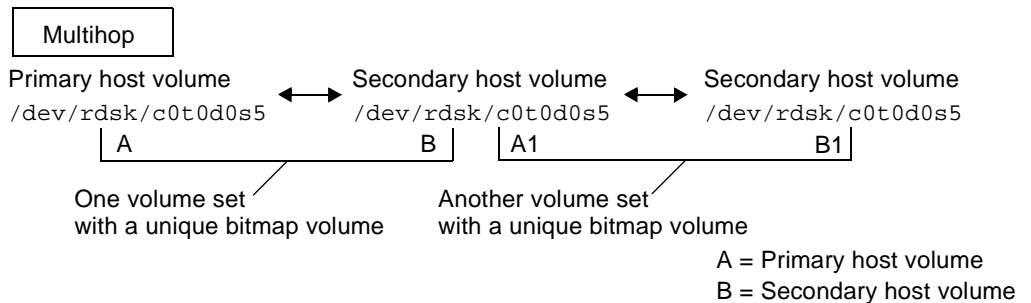 Multihop
Primary host volume Secondary host volume Secondary host volume
/dev/rdsk/c0t0d0s5 /dev/rdsk/c0t0d0s5 /dev/rdsk/c0t0d0s5
A B A1 B1
One volume set Another volume set
with a unique bitmap volume with a unique bitmap volume
A = Primary host volume
B = Secondary host volume